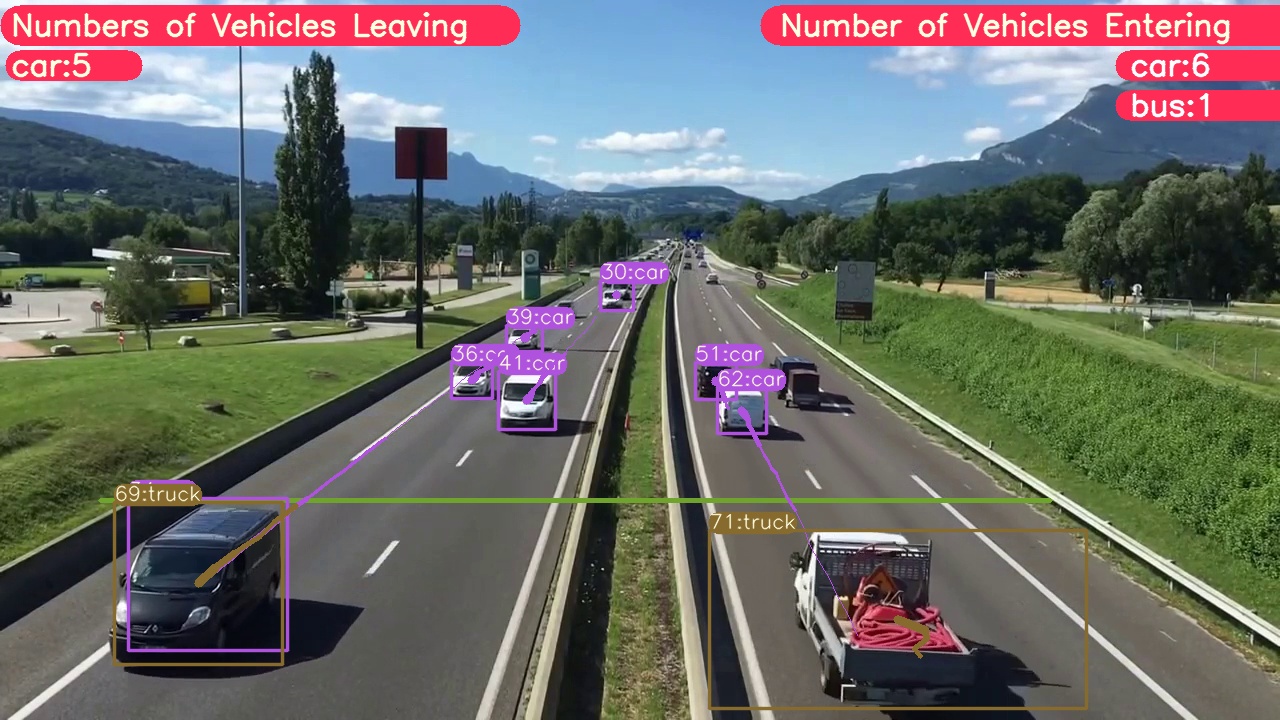 Numbers of Vehicles Leaving
Number of Vehicles Entering
car:5
car:6
bus:1
30:car
39:car
36:c
41:car
51:car
62:car
69:truck
71:truck